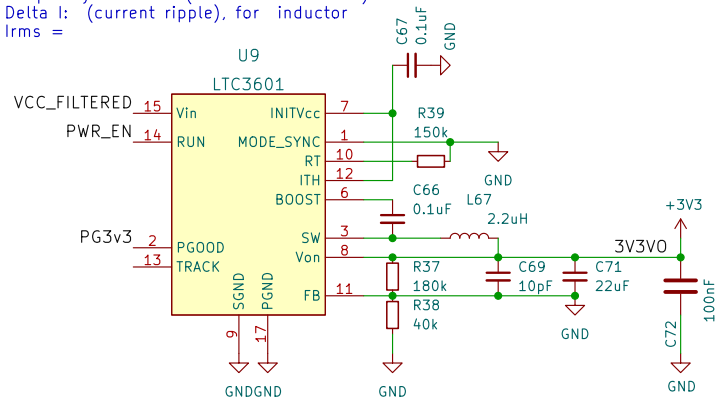 Delta I:  (current ripple), for  inductor
Irms =
U9
LTC3601
VCC_FILTERED
15
Vin
PWR_EN
14
RUN
PG3v3
2
PGOOD
13
TRACK
INITVcc
7
MODE_SYNC
1
RT
10
ITH
12
BOOST
6
SW
3
Von
8
FB
11
SGND
9
PGND
17
GND
GND
C67
0.1uF
GND
R39
150k
GND
C66
0.1uF
L67
2.2uH
R37
180k
R38
40k
GND
C69
10pF
C71
22uF
GND
3V3VO
+3V3
C72
100nF
GND